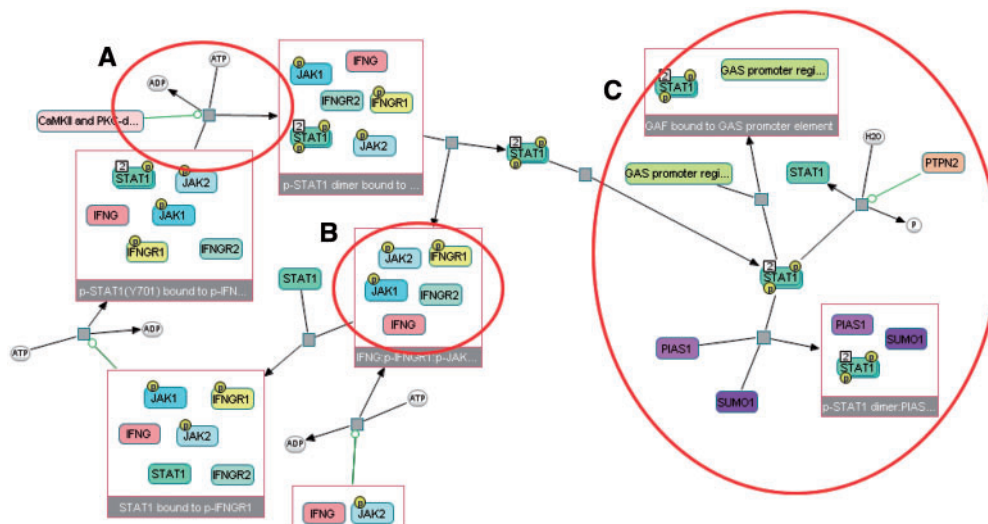 A
ATP
ADP
CaMKII and PKC-d...
p
JAK1
IFNG
IFNGR2
p
IFNGR1
2
STAT1
p
p
p
JAK2
p-STAT1 dimer bound to ...
2
STAT1
p
p
JAK2
IFNG
p
JAK1
p
IFNGR1
IFNGR2
p-STAT1(Y701) bound to p-IFN...
ATP
ADP
p
JAK1
p
IFNGR1
IFNG
p
JAK2
STAT1
IFNGR2
STAT1 bound to p-IFNGR1
B
STAT1
p
JAK2
p
IFNGR1
p
JAK1
IFNGR2
IFNG
IFNG:p-IFNGR1:p-JAK...
ATP
ADP
IFNG
p
JAK2
2
STAT1
p
p
C
2
STAT1
p
p
GAS promoter regi...
GAF bound to GAS promoter element
GAS promoter regi...
H2O
STAT1
PTPN2
P
2
STAT1
p
p
PIAS1
SUMO1
PIAS1
SUMO1
2
STAT1
p
p
p-STAT1 dimer:PIAS...